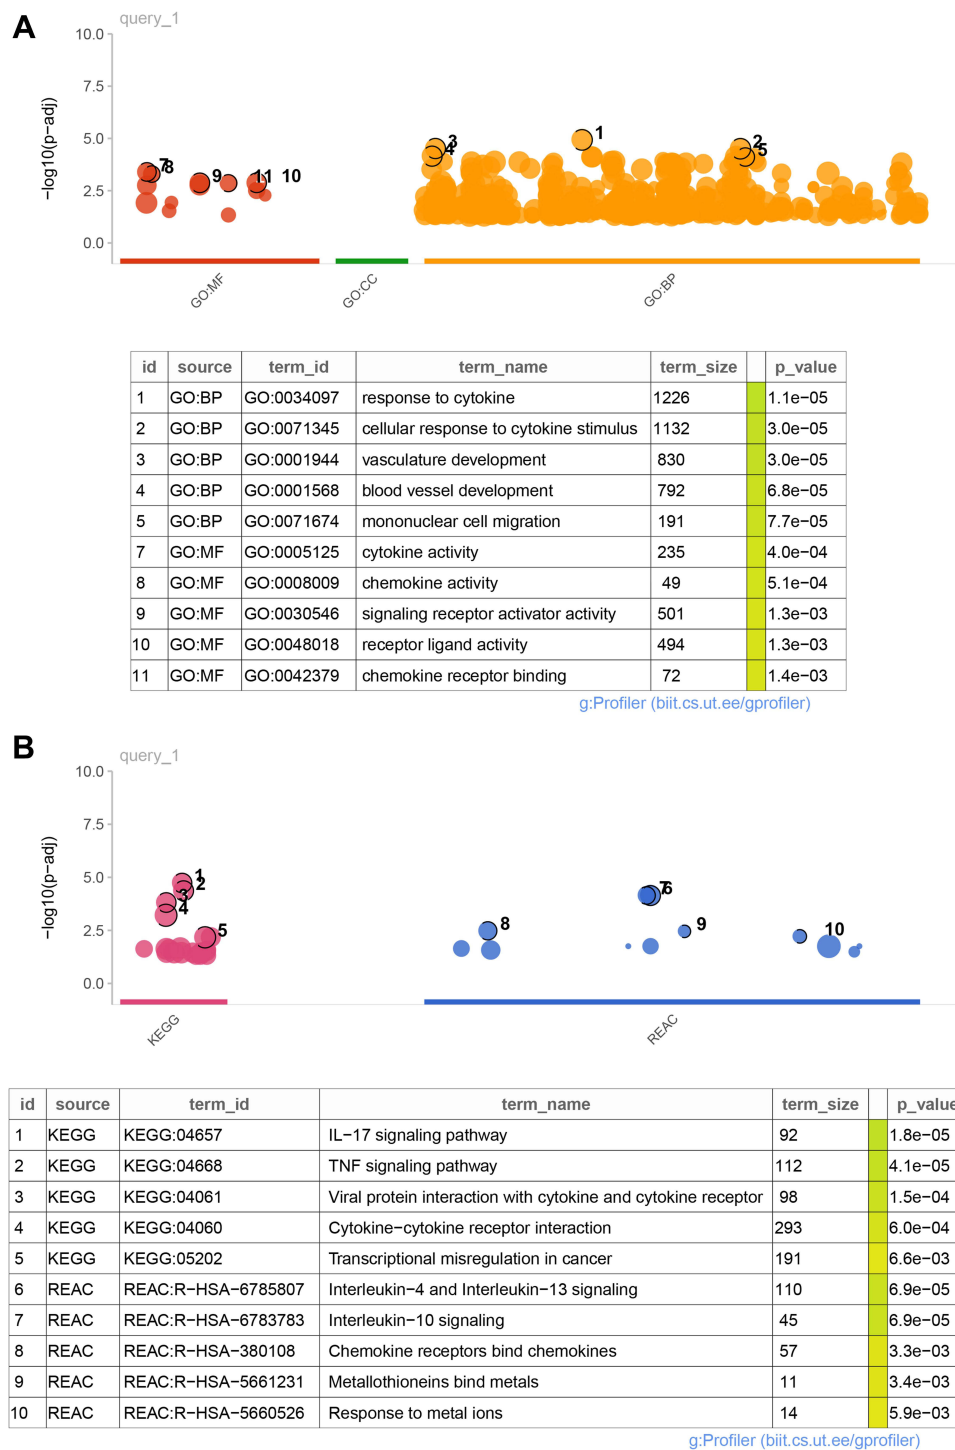 A
query_1
10.0
7.5
5.0
2.5
0.0
−log10(p−adj)
1
2
3
4
5
7
8
9
11 10
GO:MF
GO:CC
GO:BP
id source term_id term_name term_size p_value
1 GO:BP GO:0034097 response to cytokine 1226 1.1e−05
2 GO:BP GO:0071345 cellular response to cytokine stimulus 1132 3.0e−05
3 GO:BP GO:0001944 vasculature development 830 3.0e−05
4 GO:BP GO:0001568 blood vessel development 792 6.8e−05
5 GO:BP GO:0071674 mononuclear cell migration 191 7.7e−05
7 GO:MF GO:0005125 cytokine activity 235 4.0e−04
8 GO:MF GO:0008009 chemokine activity 49 5.1e−04
9 GO:MF GO:0030546 signaling receptor activator activity 501 1.3e−03
10 GO:MF GO:0048018 receptor ligand activity 494 1.3e−03
11 GO:MF GO:0042379 chemokine receptor binding 72 1.4e−03
g:Profiler (biit.cs.ut.ee/gprofiler)
B
query_1
10.0
7.5
5.0
2.5
0.0
−log10(p−adj)
1
2
3
4
5
7 6
8
9
10
KEGG
REAC
id source term_id term_name term_size p_value
1 KEGG KEGG:04657 IL−17 signaling pathway 92 1.8e−05
2 KEGG KEGG:04668 TNF signaling pathway 112 4.1e−05
3 KEGG KEGG:04061 Viral protein interaction with cytokine and cytokine receptor 98 1.5e−04
4 KEGG KEGG:04060 Cytokine−cytokine receptor interaction 293 6.0e−04
5 KEGG KEGG:05202 Transcriptional misregulation in cancer 191 6.6e−03
6 REAC REAC:R−HSA−6785807 Interleukin−4 and Interleukin−13 signaling 110 6.9e−05
7 REAC REAC:R−HSA−6783783 Interleukin−10 signaling 45 6.9e−05
8 REAC REAC:R−HSA−380108 Chemokine receptors bind chemokines 57 3.3e−03
9 REAC REAC:R−HSA−5661231 Metallothioneins bind metals 11 3.4e−03
10 REAC REAC:R−HSA−5660526 Response to metal ions 14 5.9e−03
g:Profiler (biit.cs.ut.ee/gprofiler)